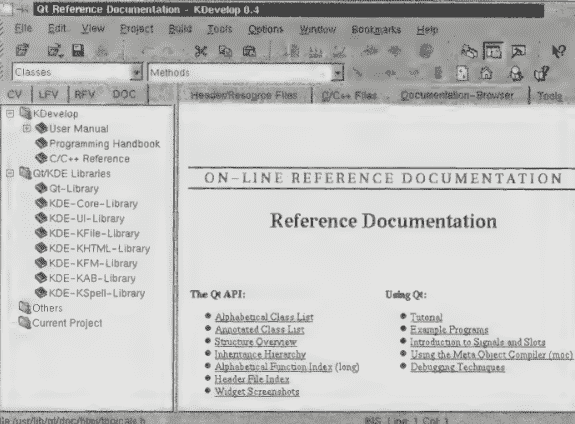 Qt Reference Documentation - KDevelop 0.4
File Edit View Project Build Tools Options Window Bookmarks Help
Classes Methods
CV LFV RFV DOC Header/Resource Files C/C++ Files Documentation-Browser Tools
KDevelop
User Manual
Programming Handbook
C/C++ Reference
Qt/KDE Libraries
Qt-Library
KDE-Core-Library
KDE-UI-Library
KDE-KFile-Library
KDE-KHTML-Library
KDE-KFM-Library
KDE-KAB-Library
KDE-KSpell-Library
Others
Current Project
ON-LINE REFERENCE DOCUMENTATION
Reference Documentation
The Qt API:
Alphabetical Class List
Annotated Class List
Structure Overview
Inheritance Hierarchy
Alphabetical Function Index (long)
Header File Index
Widget Screenshots
Using Qt:
Tutorial
Example Programs
Introduction to Signals and Slots
Using the Meta Object Compiler (moc)
Debugging Techniques
INS Line: 1 Col: 1